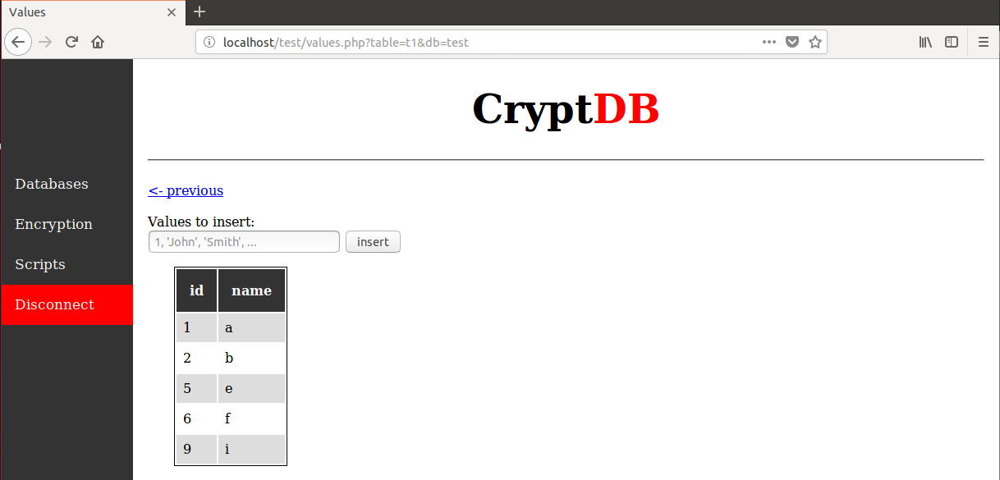 Values
localhost/test/values.php?table=t1&db=test
CryptDB
Databases
Encryption
Scripts
Disconnect
<- previous
Values to insert:
1, 'John', 'Smith', ...
insert
id name
1 a
2 b
5 e
6 f
9 i